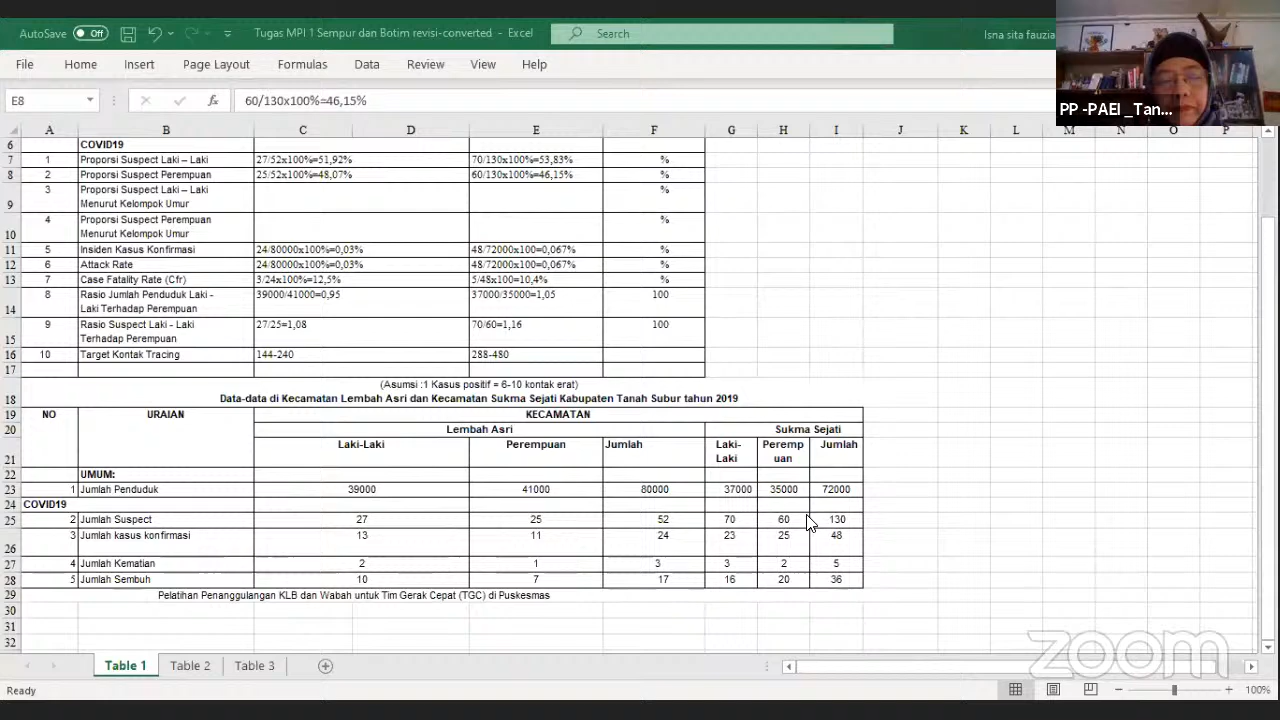 AutoSave Off Tugas MPI 1 Sempur dan Botim revisi-converted - Excel Search Isna sita fauzia
File Home Insert Page Layout Formulas Data Review View Help
PP -PAEI _Tan...
E8 fx 60/130x100%=46,15%
A B C D E F G H I J K L M N O P
6 COVID19
7 1 Proporsi Suspect Laki – Laki 27/52x100%=51,92% 70/130x100%=53,83% %
8 2 Proporsi Suspect Perempuan 25/52x100%=48,07% 60/130x100%=46,15% %
3 Proporsi Suspect Laki – Laki %
9 Menurut Kelompok Umur
4 Proporsi Suspect Perempuan %
10 Menurut Kelompok Umur
11 5 Insiden Kasus Konfirmasi 24/80000x100%=0,03% 48/72000x100=0,067% %
12 6 Attack Rate 24/80000x100%=0,03% 48/72000x100=0,067% %
13 7 Case Fatality Rate (Cfr) 3/24x100%=12,5% 5/48x100=10,4% %
8 Rasio Jumlah Penduduk Laki - 39000/41000=0,95 37000/35000=1,05 100
14 Laki Terhadap Perempuan
9 Rasio Suspect Laki - Laki 27/25=1,08 70/60=1,16 100
15 Terhadap Perempuan
16 10 Target Kontak Tracing 144-240 288-480
17
(Asumsi :1 Kasus positif = 6-10 kontak erat)
18 Data-data di Kecamatan Lembah Asri dan Kecamatan Sukma Sejati Kabupaten Tanah Subur tahun 2019
19 NO URAIAN KECAMATAN
20 Lembah Asri Sukma Sejati
Laki-Laki Perempuan Jumlah Laki- Peremp Jumlah
21 Laki uan
22 UMUM:
23 1 Jumlah Penduduk 39000 41000 80000 37000 35000 72000
24 COVID19
25 2 Jumlah Suspect 27 25 52 70 60 130
3 Jumlah kasus konfirmasi 13 11 24 23 25 48
26
27 4 Jumlah Kematian 2 1 3 3 2 5
28 5 Jumlah Sembuh 10 7 17 16 20 36
29 Pelatihan Penanggulangan KLB dan Wabah untuk Tim Gerak Cepat (TGC) di Puskesmas
30
31
32
zoom
Table 1 Table 2 Table 3
Ready 100%